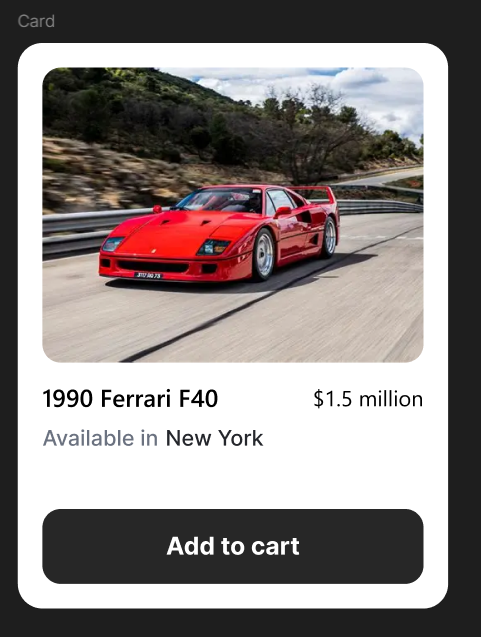 Card
1990 Ferrari F40 $1.5 million
Available in New York
Add to cart